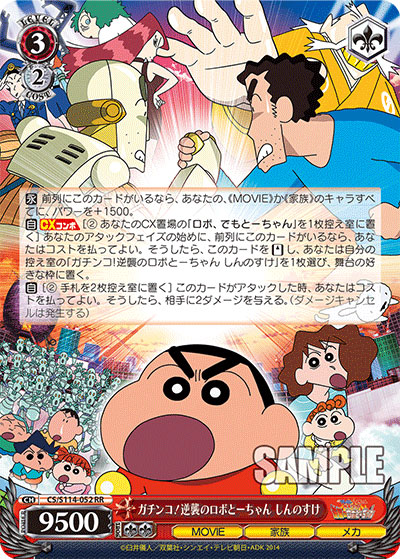 LEVEL
3
2
COST
永 前列にこのカードがいるなら、あなたの、《MOVIE》か《家族》のキャラすべ
てに、パワーを+1500。
自 CXコンボ [② あなたのCX置場の「ロボ、でもとーちゃん」を1枚控え室に置
く] あなたのアタックフェイズの始めに、前列にこのカードがいるなら、あな
たはコストを払ってよい。そうしたら、このカードを し、あなたは自分の
控え室の「ガチンコ!逆襲のロボとーちゃん しんのすけ」を1枚選び、舞台の
好きな枠に置く。
自 [② 手札を2枚控え室に置く] このカードがアタックした時、あなたはコス
トを払ってよい。そうしたら、相手に2ダメージを与える。(ダメージキャンセ
ルは発生する)
SAMPLE
CH CS/S114-052 RR
ガチンコ!逆襲のロボとーちゃん しんのすけ
POWER
9500
MOVIE
家族
メカ
©臼井儀人/双葉社・シンエイ・テレビ朝日・ADK 2014